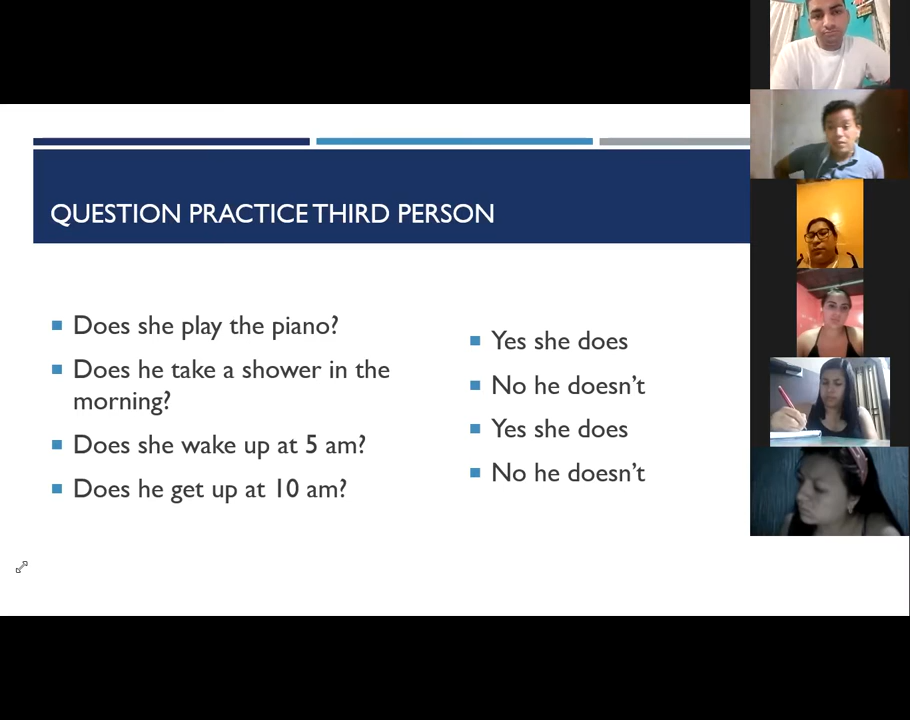 QUESTION PRACTICE THIRD PERSON
Does she play the piano?
Does he take a shower in the
morning?
Does she wake up at 5 am?
Does he get up at 10 am?
Yes she does
No he doesn’t
Yes she does
No he doesn’t